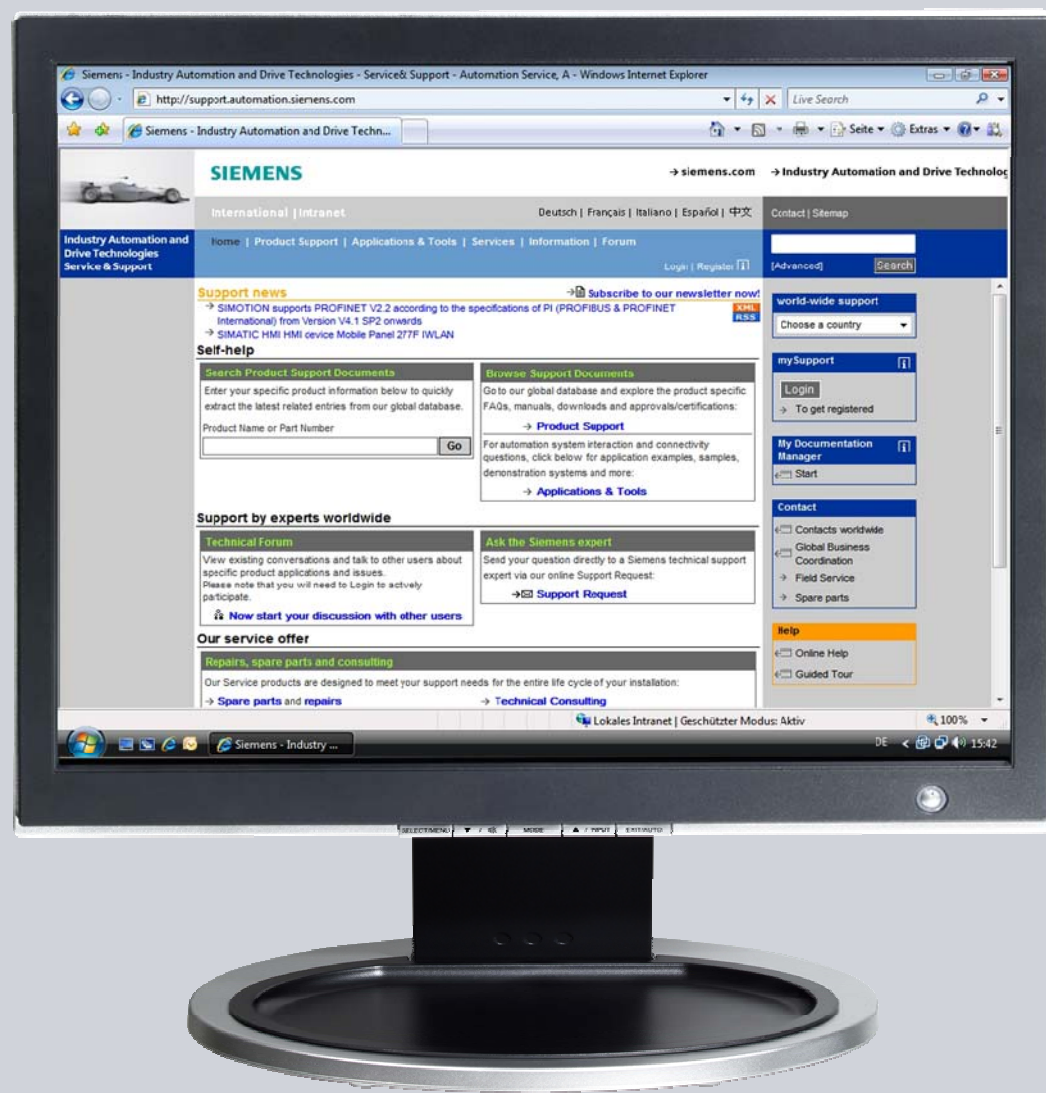 Siemens - Industry Automation and Drive Technologies - Service& Support - Automation Service, A - Windows Internet Explorer
http://support.automation.siemens.com
Live Search
Siemens - Industry Automation and Drive Techn...
Seite
Extras
SIEMENS
→ siemens.com
→ Industry Automation and Drive Technolog
International | Intranet
Deutsch | Français | Italiano | Español | 中文
Contact | Sitemap
Industry Automation and
Drive Technologies
Service & Support
Home | Product Support | Applications & Tools | Services | Information | Forum
Login | Register
[Advanced]
Search
Support news
→ Subscribe to our newsletter now!
→ SIMOTION supports PROFINET V2.2 according to the specifications of PI (PROFIBUS & PROFINET
International) from Version V4.1 SP2 onwards
XML
RSS
→ SIMATIC HMI HMI device Mobile Panel 277F IWLAN
Self-help
Search Product Support Documents
Enter your specific product information below to quickly
extract the latest related entries from our global database.
Product Name or Part Number
Go
Browse Support Documents
Go to our global database and explore the product specific
FAQs, manuals, downloads and approvals/certifications:
→ Product Support
For automation system interaction and connectivity
questions, click below for application examples, samples,
demonstration systems and more:
→ Applications & Tools
Support by experts worldwide
Technical Forum
View existing conversations and talk to other users about
specific product applications and issues.
Please note that you will need to Login to actively
participate.
Now start your discussion with other users
Ask the Siemens expert
Send your question directly to a Siemens technical support
expert via our online Support Request:
→ Support Request
Our service offer
Repairs, spare parts and consulting
Our Service products are designed to meet your support needs for the entire life cycle of your installation:
→ Spare parts and repairs
→ Technical Consulting
world-wide support
Choose a country
mySupport
Login
→ To get registered
My Documentation
Manager
Start
Contact
Contacts worldwide
Global Business
Coordination
→ Field Service
→ Spare parts
Help
Online Help
Guided Tour
Lokales Intranet | Geschützter Modus: Aktiv
100%
Siemens - Industry ...
DE
15:42
SELECT/MENU
MODE
▲ / INPUT
EXIT/AUTO